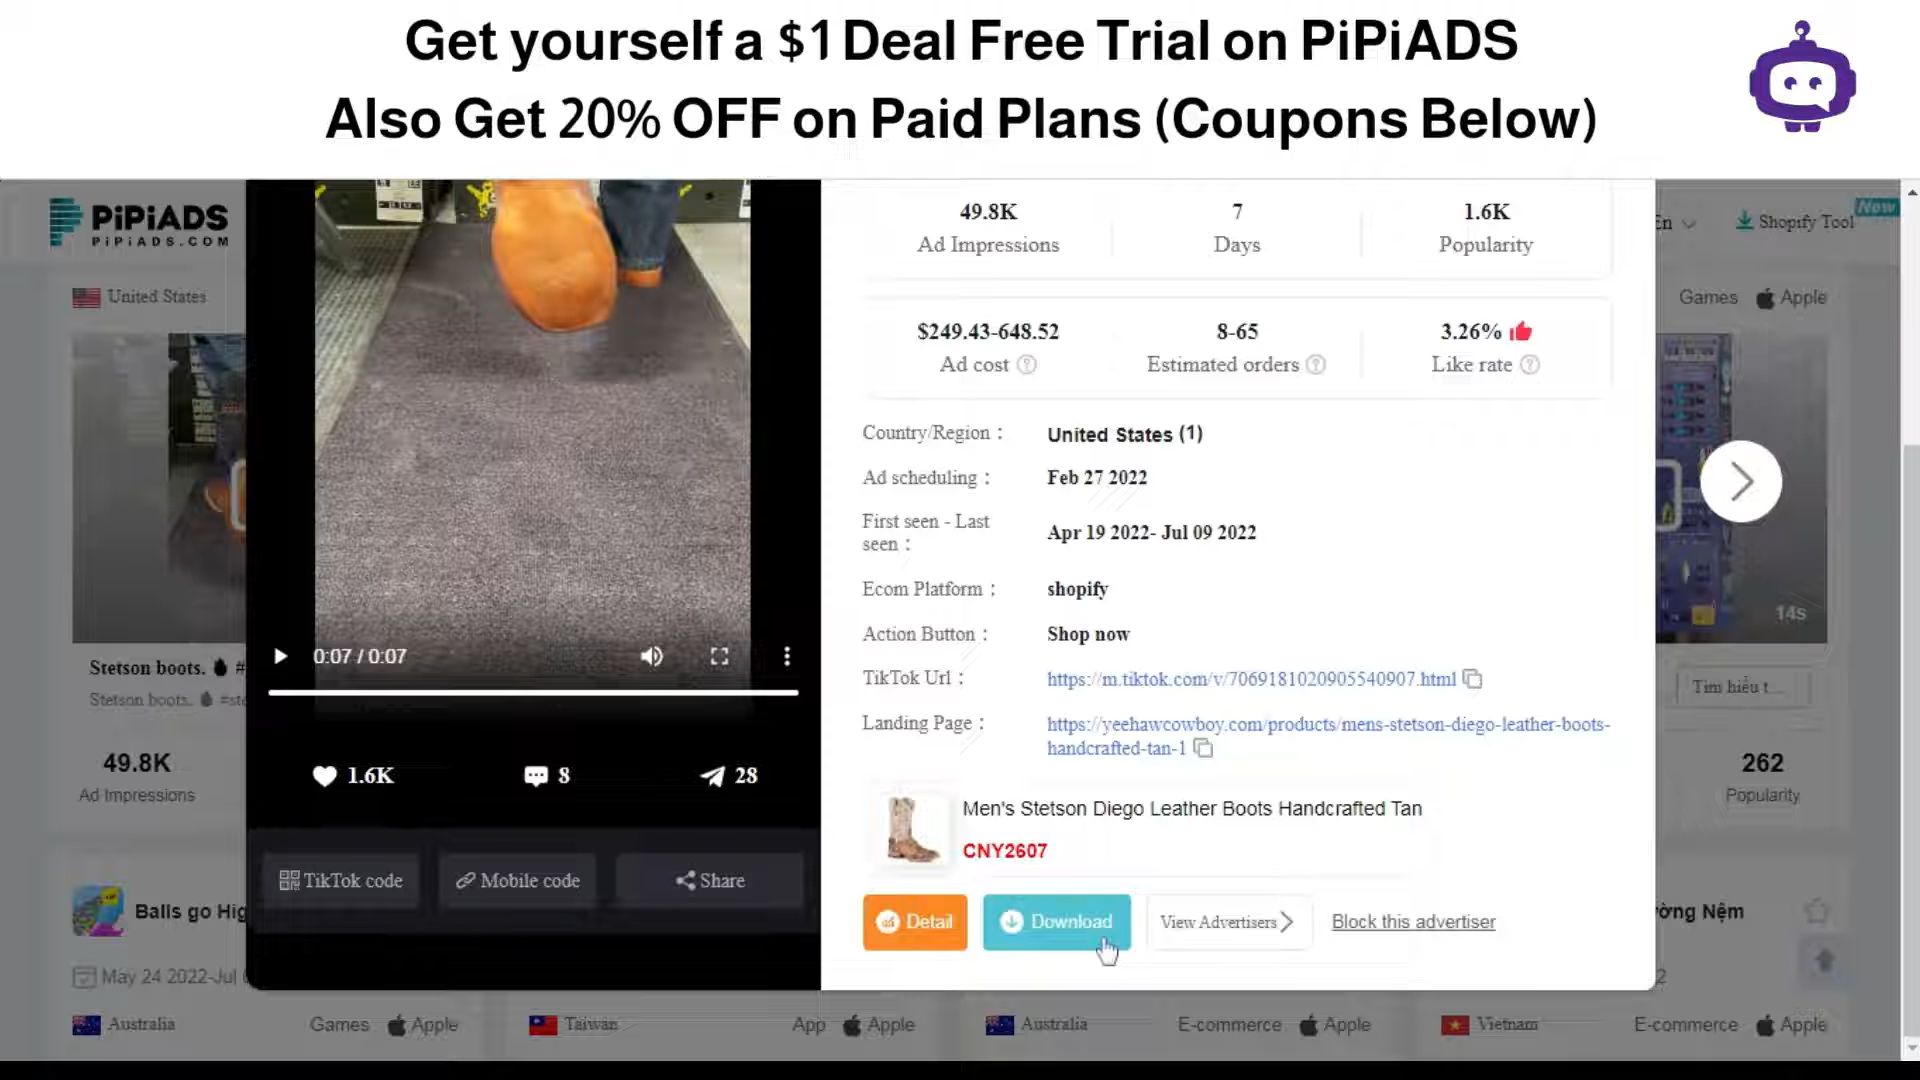 Get yourself a $1 Deal Free Trial on PiPiADS
Also Get 20% OFF on Paid Plans (Coupons Below)
PiPiADS
PiPiADS.COM
En
Shopify Tool
New
49.8K
Ad Impressions
7
Days
1.6K
Popularity
United States
Games
Apple
$249.43-648.52
Ad cost
8-65
Estimated orders
3.26%
Like rate
Country/Region :
United States (1)
Ad scheduling :
Feb 27 2022
First seen - Last
seen :
Apr 19 2022- Jul 09 2022
Ecom Platform :
shopify
14s
Action Button :
Shop now
0:07 / 0:07
Stetson boots. #
Stetson boots. #ste
TikTok Url :
https://m.tiktok.com/v/7069181020905540907.html
Tìm hiểu t...
Landing Page :
https://yeehawcowboy.com/products/mens-stetson-diego-leather-boots-
handcrafted-tan-1
49.8K
Ad Impressions
1.6K
8
28
262
Popularity
Men's Stetson Diego Leather Boots Handcrafted Tan
CNY2607
TikTok code
Mobile code
Share
Balls go Hig
Detail
Download
View Advertisers
Block this advertiser
ờng Nệm
May 24 2022-Jul
2
Australia
Games
Apple
Taiwan
App
Apple
Australia
E-commerce
Apple
Vietnam
E-commerce
Apple